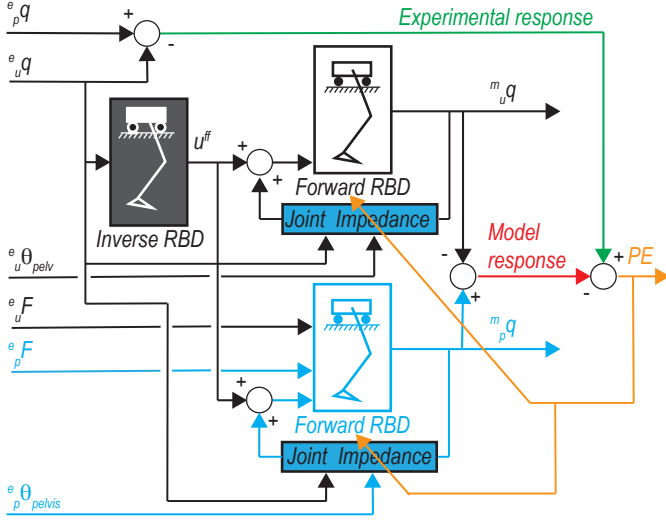 e p q
+
-
Experimental response
e u q
u ff
+
+
m u q
Forward RBD
Inverse RBD
Joint Impedance
e u θ pelv
-
+
Model
response
+
-
PE
e u F
e p F
m p q
+
+
Forward RBD
Joint Impedance
e p θ pelvis